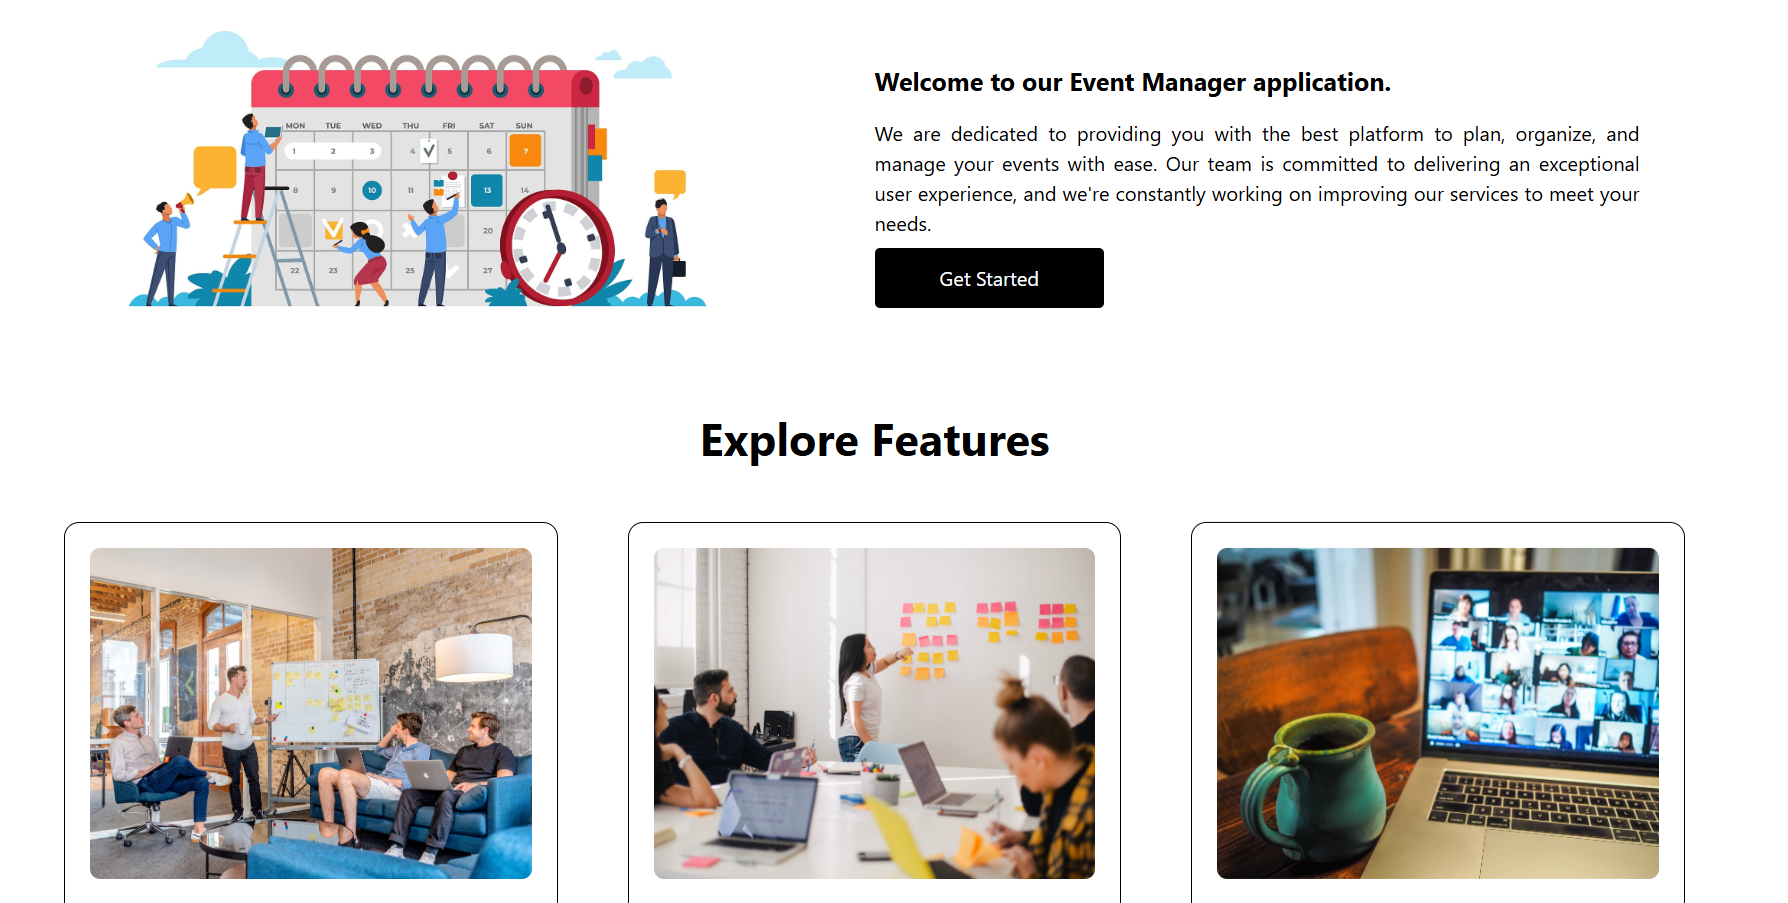 Welcome to our Event Manager application.
We are dedicated to providing you with the best platform to plan, organize, and
manage your events with ease. Our team is committed to delivering an exceptional
user experience, and we're constantly working on improving our services to meet your
needs.
Get Started
MON TUE WED THU FRI SAT SUN
1 2 3 4 5 6 7
8 9 10 11 13 14
20
22 23 25 27
Explore Features